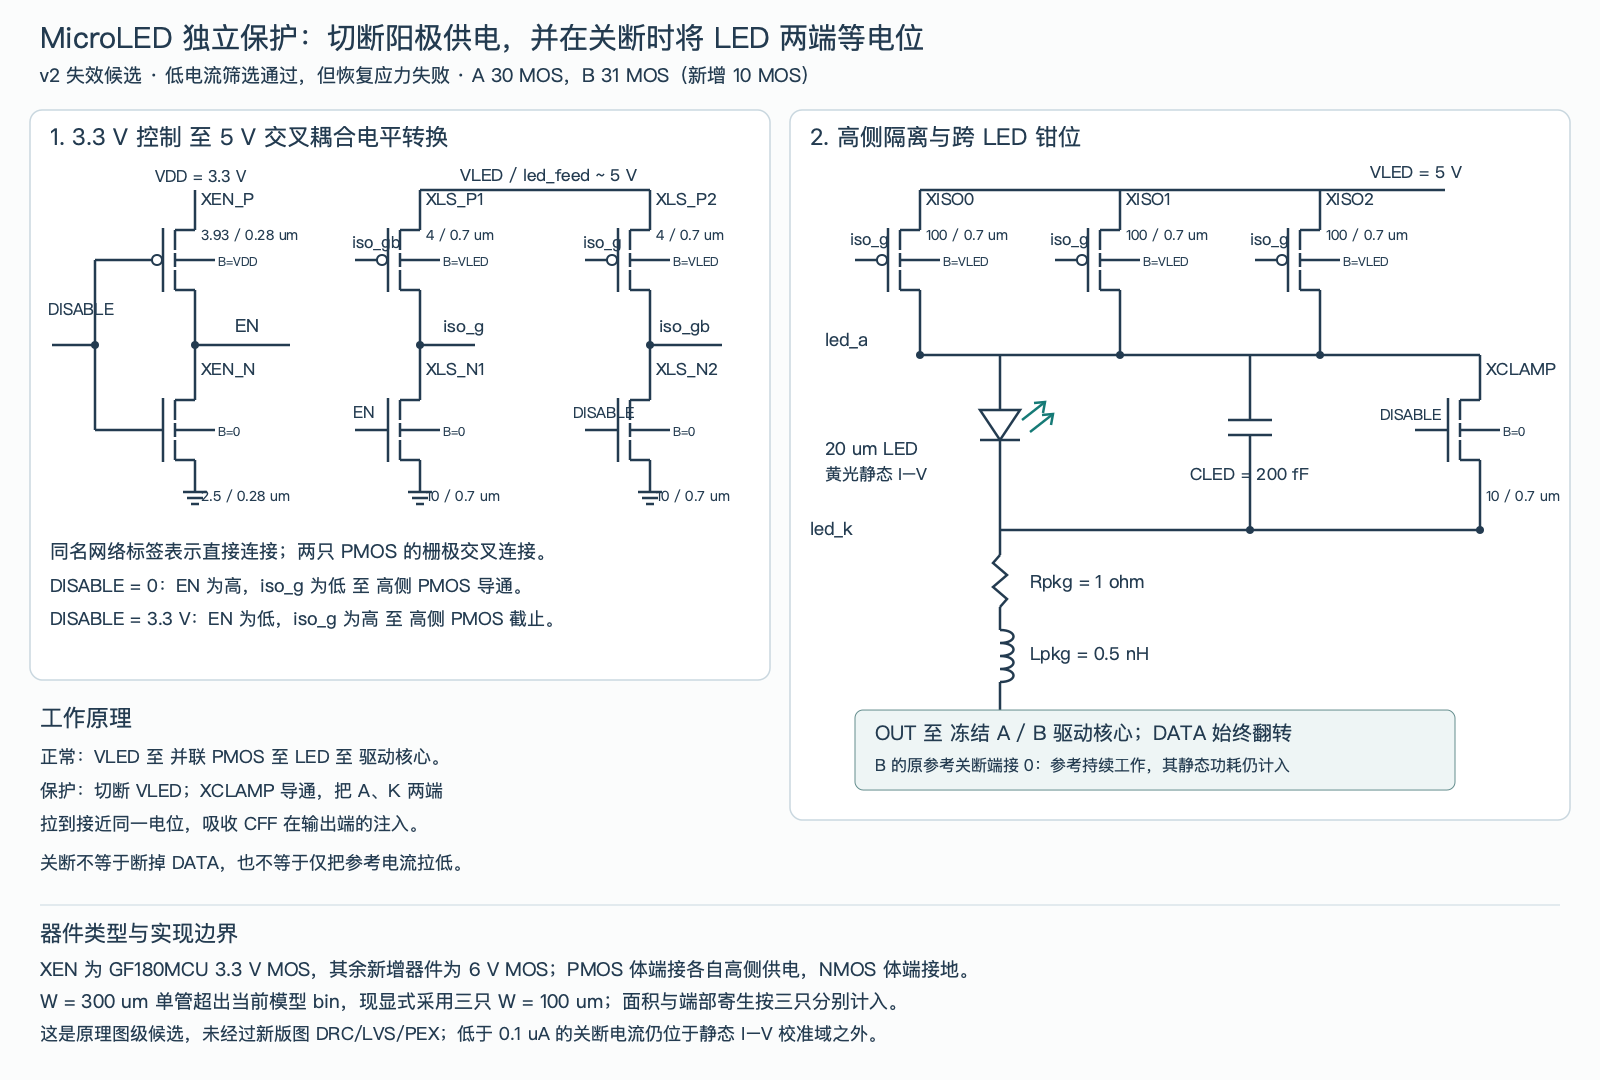 MicroLED 独立保护：切断阳极供电，并在关断时将 LED 两端等电位
v2 失效候选 · 低电流筛选通过，但恢复应力失败 · A 30 MOS，B 31 MOS（新增 10 MOS）
1. 3.3 V 控制 至 5 V 交叉耦合电平转换
VDD = 3.3 V
VLED / led_feed ~ 5 V
XEN_P
XLS_P1
XLS_P2
3.93 / 0.28 um
4 / 0.7 um
4 / 0.7 um
iso_gb
iso_g
B=VDD
B=VLED
B=VLED
DISABLE
EN
iso_g
iso_gb
XEN_N
XLS_N1
XLS_N2
EN
DISABLE
B=0
B=0
B=0
2.5 / 0.28 um
10 / 0.7 um
10 / 0.7 um
同名网络标签表示直接连接；两只 PMOS 的栅极交叉连接。
DISABLE = 0：EN 为高，iso_g 为低 至 高侧 PMOS 导通。
DISABLE = 3.3 V：EN 为低，iso_g 为高 至 高侧 PMOS 截止。
2. 高侧隔离与跨 LED 钳位
VLED = 5 V
XISO0
XISO1
XISO2
100 / 0.7 um
100 / 0.7 um
100 / 0.7 um
iso_g
iso_g
iso_g
B=VLED
B=VLED
B=VLED
led_a
XCLAMP
DISABLE
B=0
20 um LED
黄光静态 I—V
CLED = 200 fF
10 / 0.7 um
led_k
Rpkg = 1 ohm
Lpkg = 0.5 nH
OUT 至 冻结 A / B 驱动核心；DATA 始终翻转
B 的原参考关断端接 0：参考持续工作，其静态功耗仍计入
工作原理
正常：VLED 至 并联 PMOS 至 LED 至 驱动核心。
保护：切断 VLED；XCLAMP 导通，把 A、K 两端
拉到接近同一电位，吸收 CFF 在输出端的注入。
关断不等于断掉 DATA，也不等于仅把参考电流拉低。
器件类型与实现边界
XEN 为 GF180MCU 3.3 V MOS，其余新增器件为 6 V MOS；PMOS 体端接各自高侧供电，NMOS 体端接地。
W = 300 um 单管超出当前模型 bin，现显式采用三只 W = 100 um；面积与端部寄生按三只分别计入。
这是原理图级候选，未经过新版图 DRC/LVS/PEX；低于 0.1 uA 的关断电流仍位于静态 I—V 校准域之外。